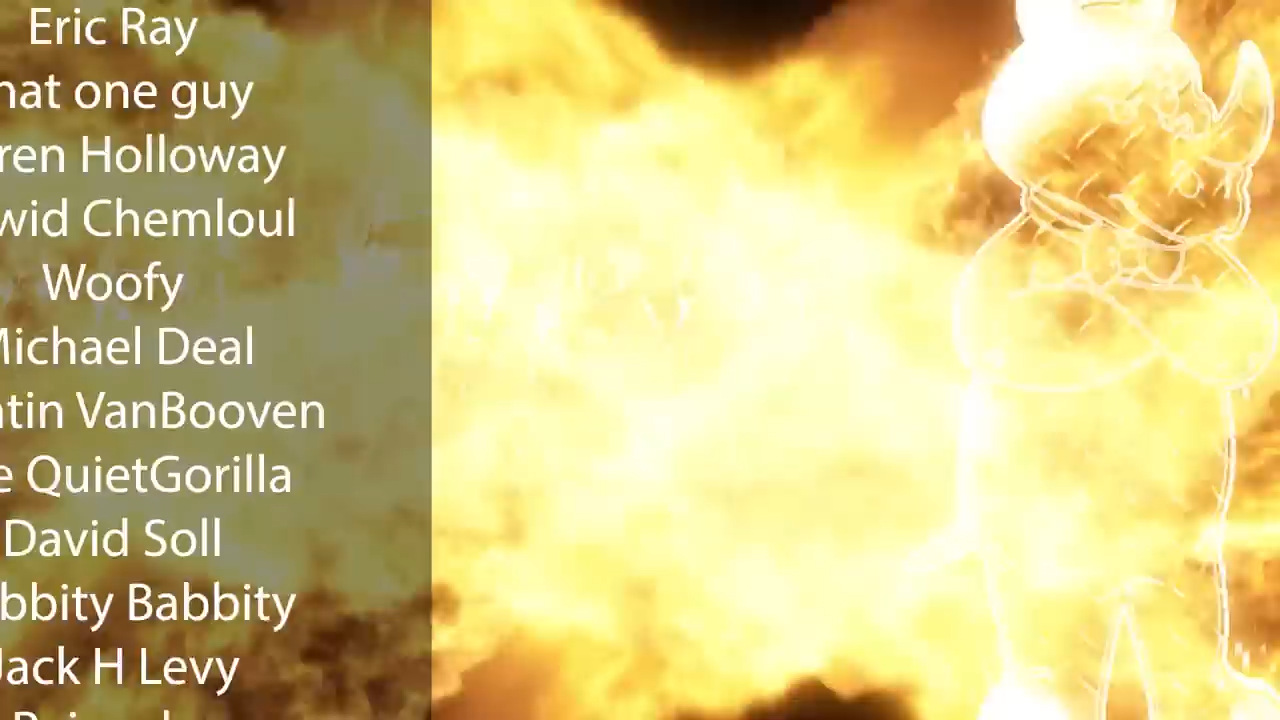 Eric Ray
hat one guy
ren Holloway
wid Chemloul
Woofy
Michael Deal
tin VanBooven
e QuietGorilla
David Soll
bbity Babbity
Jack H Levy